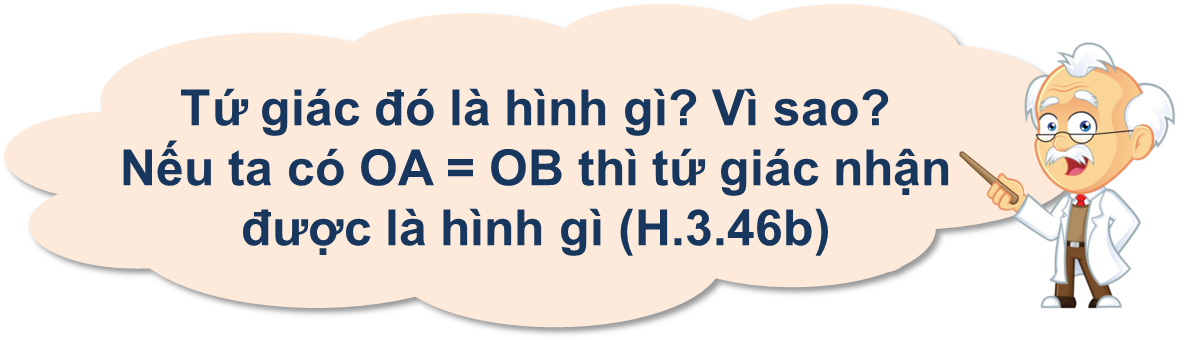 Tứ giác đó là hình gì? Vì sao?
Nếu ta có OA = OB thì tứ giác nhận
được là hình gì (H.3.46b)